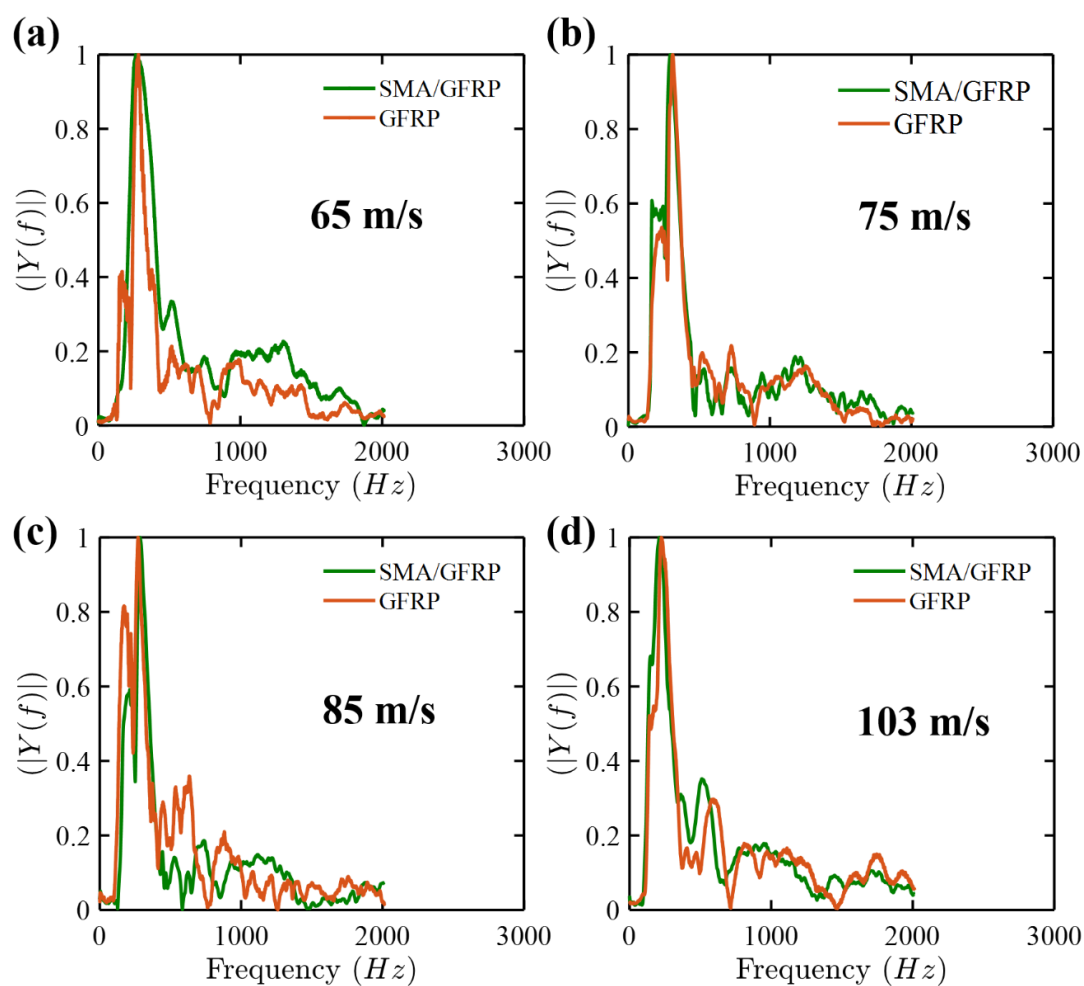 (a)
SMA/GFRP
GFRP
65 m/s
(|Y(f)|)
1
0.8
0.6
0.4
0.2
0
0 1000 2000 3000
Frequency (Hz)
(b)
SMA/GFRP
GFRP
75 m/s
(|Y(f)|)
1
0.8
0.6
0.4
0.2
0
0 1000 2000 3000
Frequency (Hz)
(c)
SMA/GFRP
GFRP
85 m/s
(|Y(f)|)
1
0.8
0.6
0.4
0.2
0
0 1000 2000 3000
Frequency (Hz)
(d)
SMA/GFRP
GFRP
103 m/s
(|Y(f)|)
1
0.8
0.6
0.4
0.2
0
0 1000 2000 3000
Frequency (Hz)